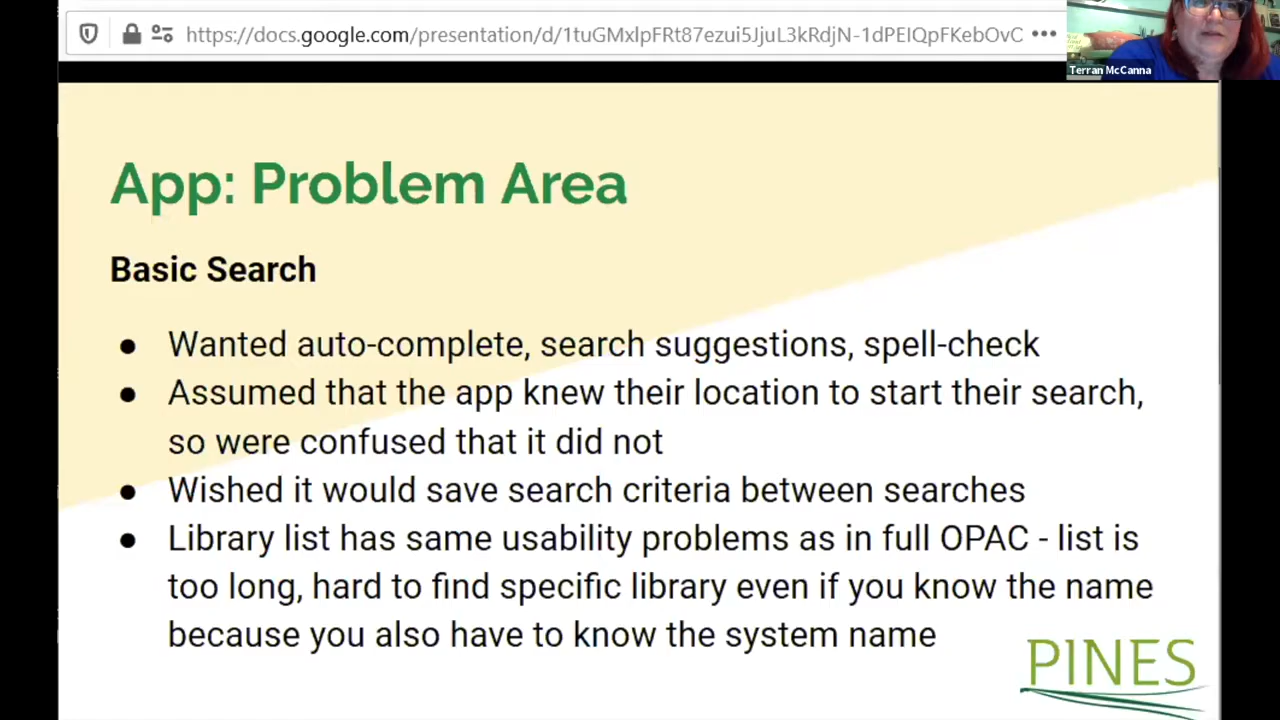 https://docs.google.com/presentation/d/1tuGMxlpFRt87ezui5JjuL3kRdjN-1dPEIQpFKebOvC
Terran McCanna
App: Problem Area
Basic Search
● Wanted auto-complete, search suggestions, spell-check
● Assumed that the app knew their location to start their search,
so were confused that it did not
● Wished it would save search criteria between searches
● Library list has same usability problems as in full OPAC - list is
too long, hard to find specific library even if you know the name
because you also have to know the system name
PINES